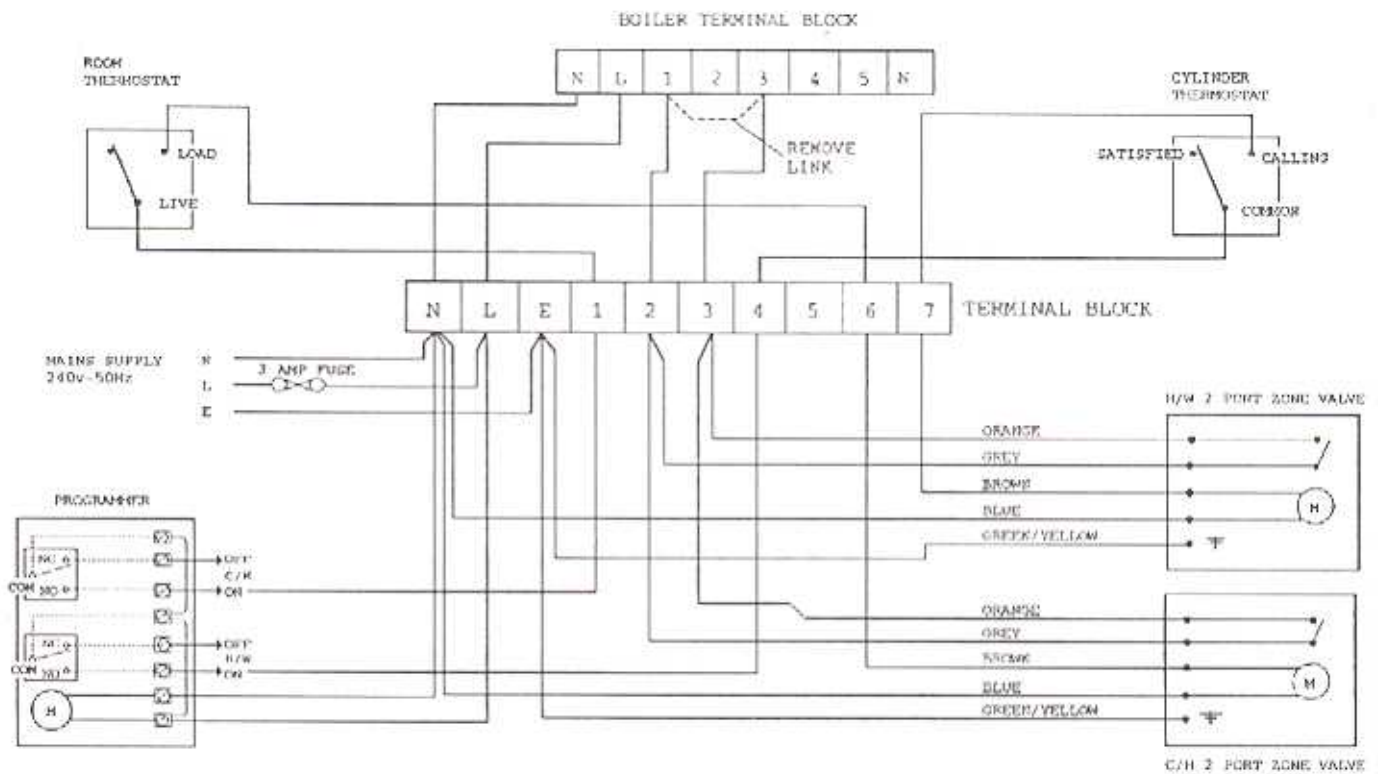 BOILER TERMINAL BLOCK
N L 1 2 3 4 5 N
ROOM
THERMOSTAT
CYLINDER
THERMOSTAT
LOAD
LIVE
REMOVE
LINK
SATISFIED
CALLING
COMMON
N L E 1 2 3 4 5 6 7
TERMINAL BLOCK
MAINS SUPPLY
240v-50Hz
N
L
E
3 AMP FUSE
H/W 2 PORT ZONE VALVE
ORANGE
GREY
BROWN
BLUE
GREEN/YELLOW
M
PROGRAMMER
NC
COM
NO
OFF
C/H
ON
NC
COM
NO
OFF
H/W
ON
M
ORANGE
GREY
BROWN
BLUE
GREEN/YELLOW
M
C/H 2 PORT ZONE VALVE